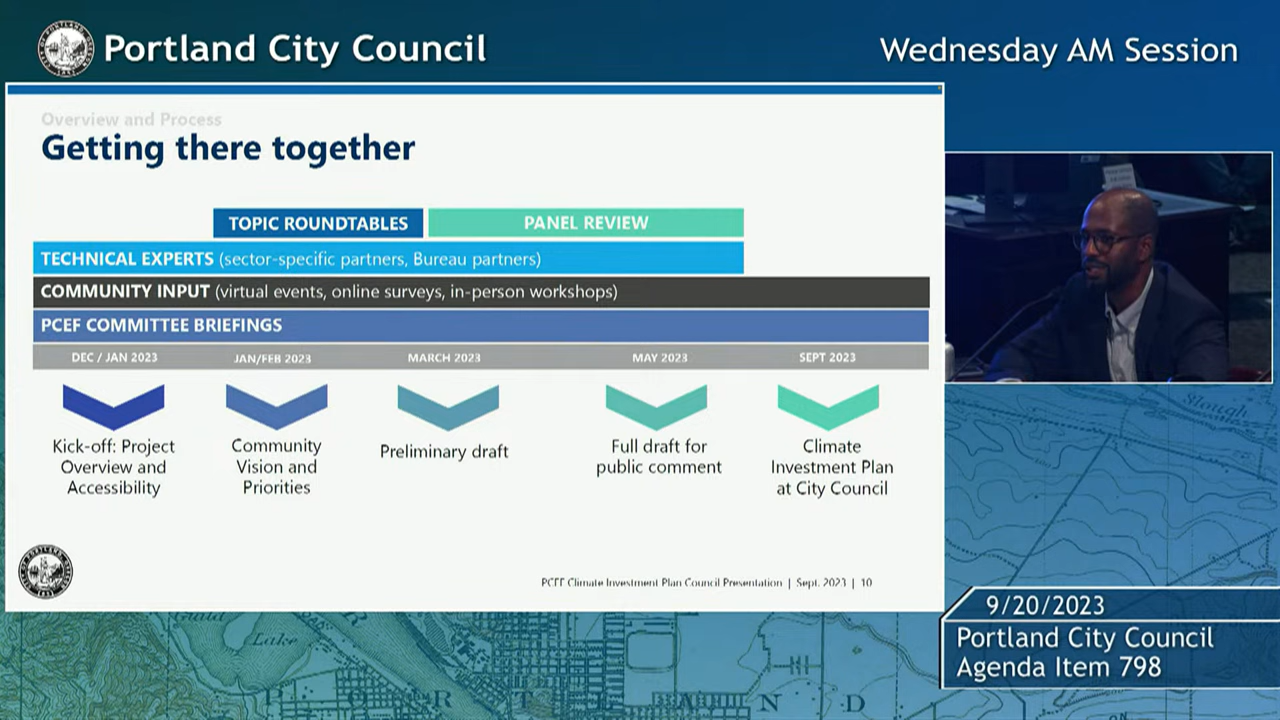 Portland City Council
Wednesday AM Session
Overview and Process
Getting there together
TOPIC ROUNDTABLES
PANEL REVIEW
TECHNICAL EXPERTS (sector-specific partners, Bureau partners)
COMMUNITY INPUT (virtual events, online surveys, in-person workshops)
PCEF COMMITTEE BRIEFINGS
DEC / JAN 2023
JAN/FEB 2023
MARCH 2023
MAY 2023
SEPT 2023
Kick-off: Project
Overview and
Accessibility
Community
Vision and
Priorities
Preliminary draft
Full draft for
public comment
Climate
Investment Plan
at City Council
PCEF Climate Investment Plan Council Presentation | Sept. 2023 | 10
Slough
9/20/2023
Portland City Council
Agenda Item 798
Guild
Lake